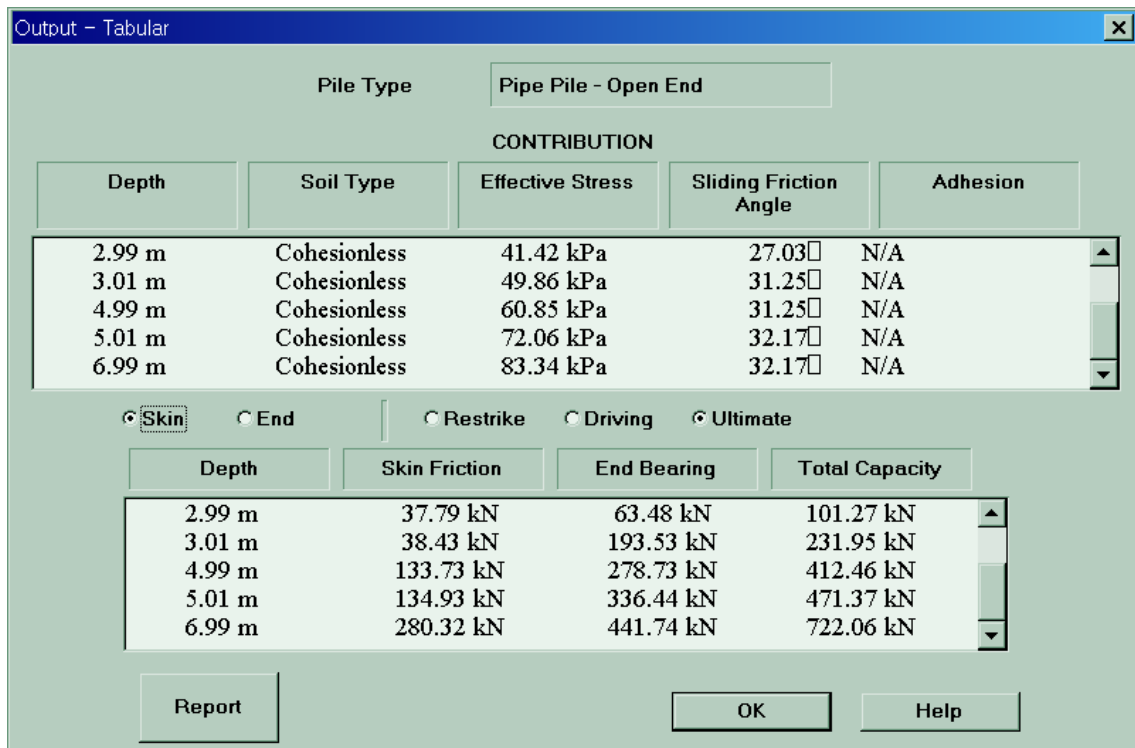 Output - Tabular
Pile Type Pipe Pile - Open End
CONTRIBUTION
Depth Soil Type Effective Stress Sliding Friction Angle Adhesion
2.99 m Cohesionless 41.42 kPa 27.03□ N/A
3.01 m Cohesionless 49.86 kPa 31.25□ N/A
4.99 m Cohesionless 60.85 kPa 31.25□ N/A
5.01 m Cohesionless 72.06 kPa 32.17□ N/A
6.99 m Cohesionless 83.34 kPa 32.17□ N/A
Skin End Restrike Driving Ultimate
Depth Skin Friction End Bearing Total Capacity
2.99 m 37.79 kN 63.48 kN 101.27 kN
3.01 m 38.43 kN 193.53 kN 231.95 kN
4.99 m 133.73 kN 278.73 kN 412.46 kN
5.01 m 134.93 kN 336.44 kN 471.37 kN
6.99 m 280.32 kN 441.74 kN 722.06 kN
Report OK Help